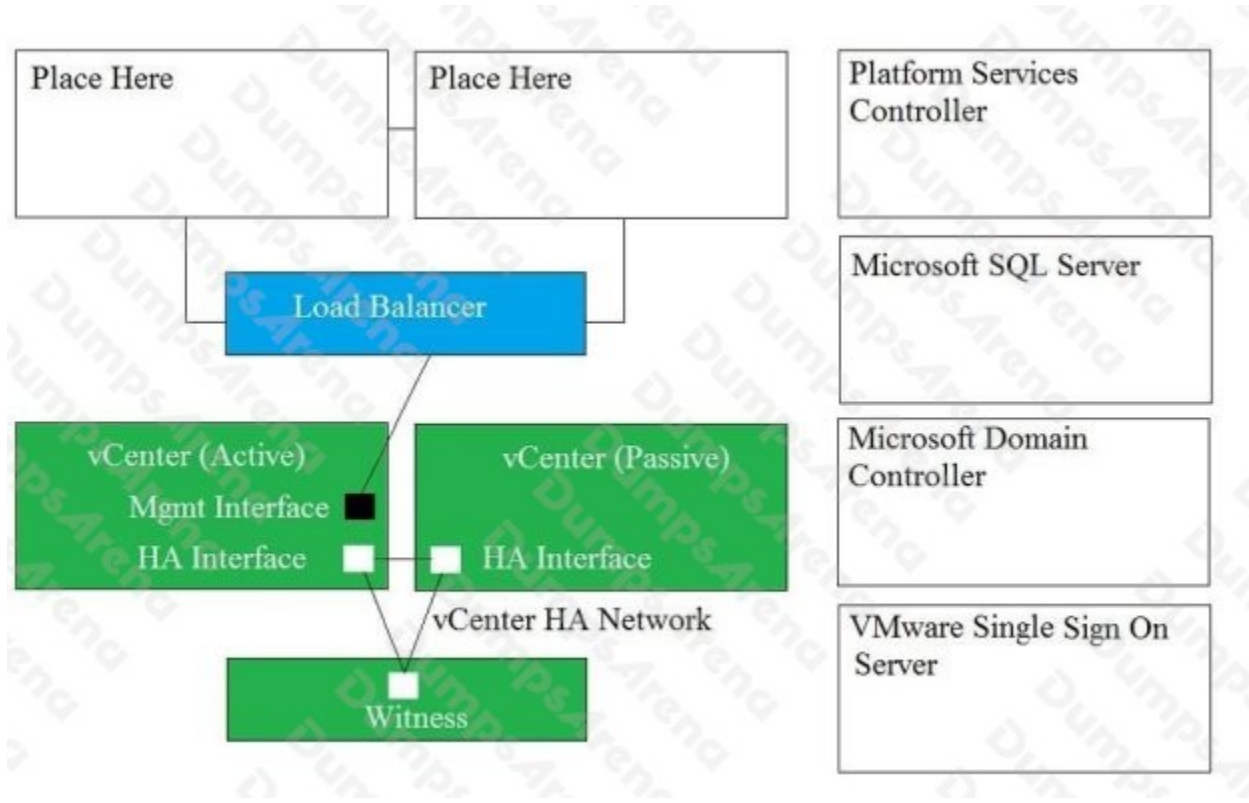 Place Here
Place Here
Load Balancer
vCenter (Active)
Mgmt Interface
HA Interface
vCenter (Passive)
HA Interface
vCenter HA Network
Witness
Platform Services
Controller
Microsoft SQL Server
Microsoft Domain
Controller
VMware Single Sign On
Server
DumpsArena